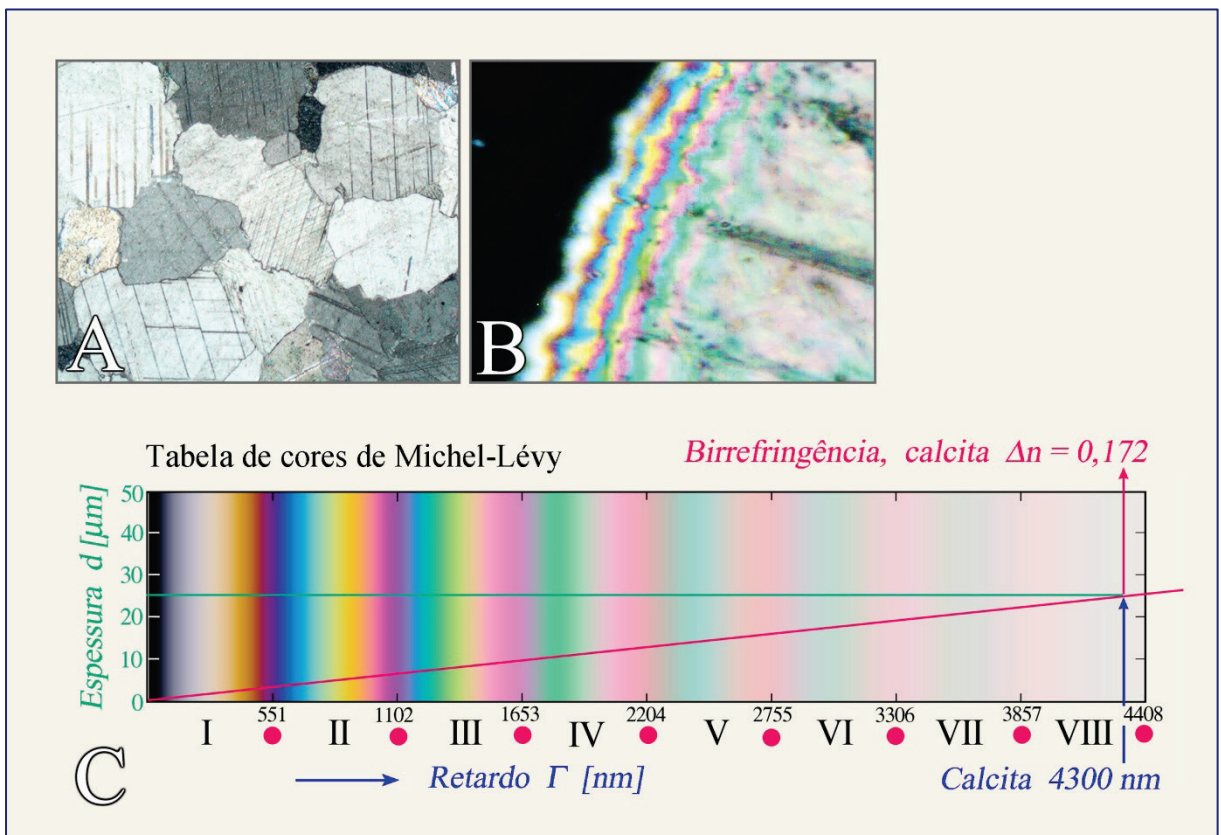 A
B
Tabela de cores de Michel-Lévy
Birrefringência, calcita Δn = 0,172
Espessura d [µm]
50
40
30
20
10
0
551 1102 1653 2204 2755 3306 3857 4408
I II III IV V VI VII VIII
C
Retardo Γ [nm]
Calcita 4300 nm